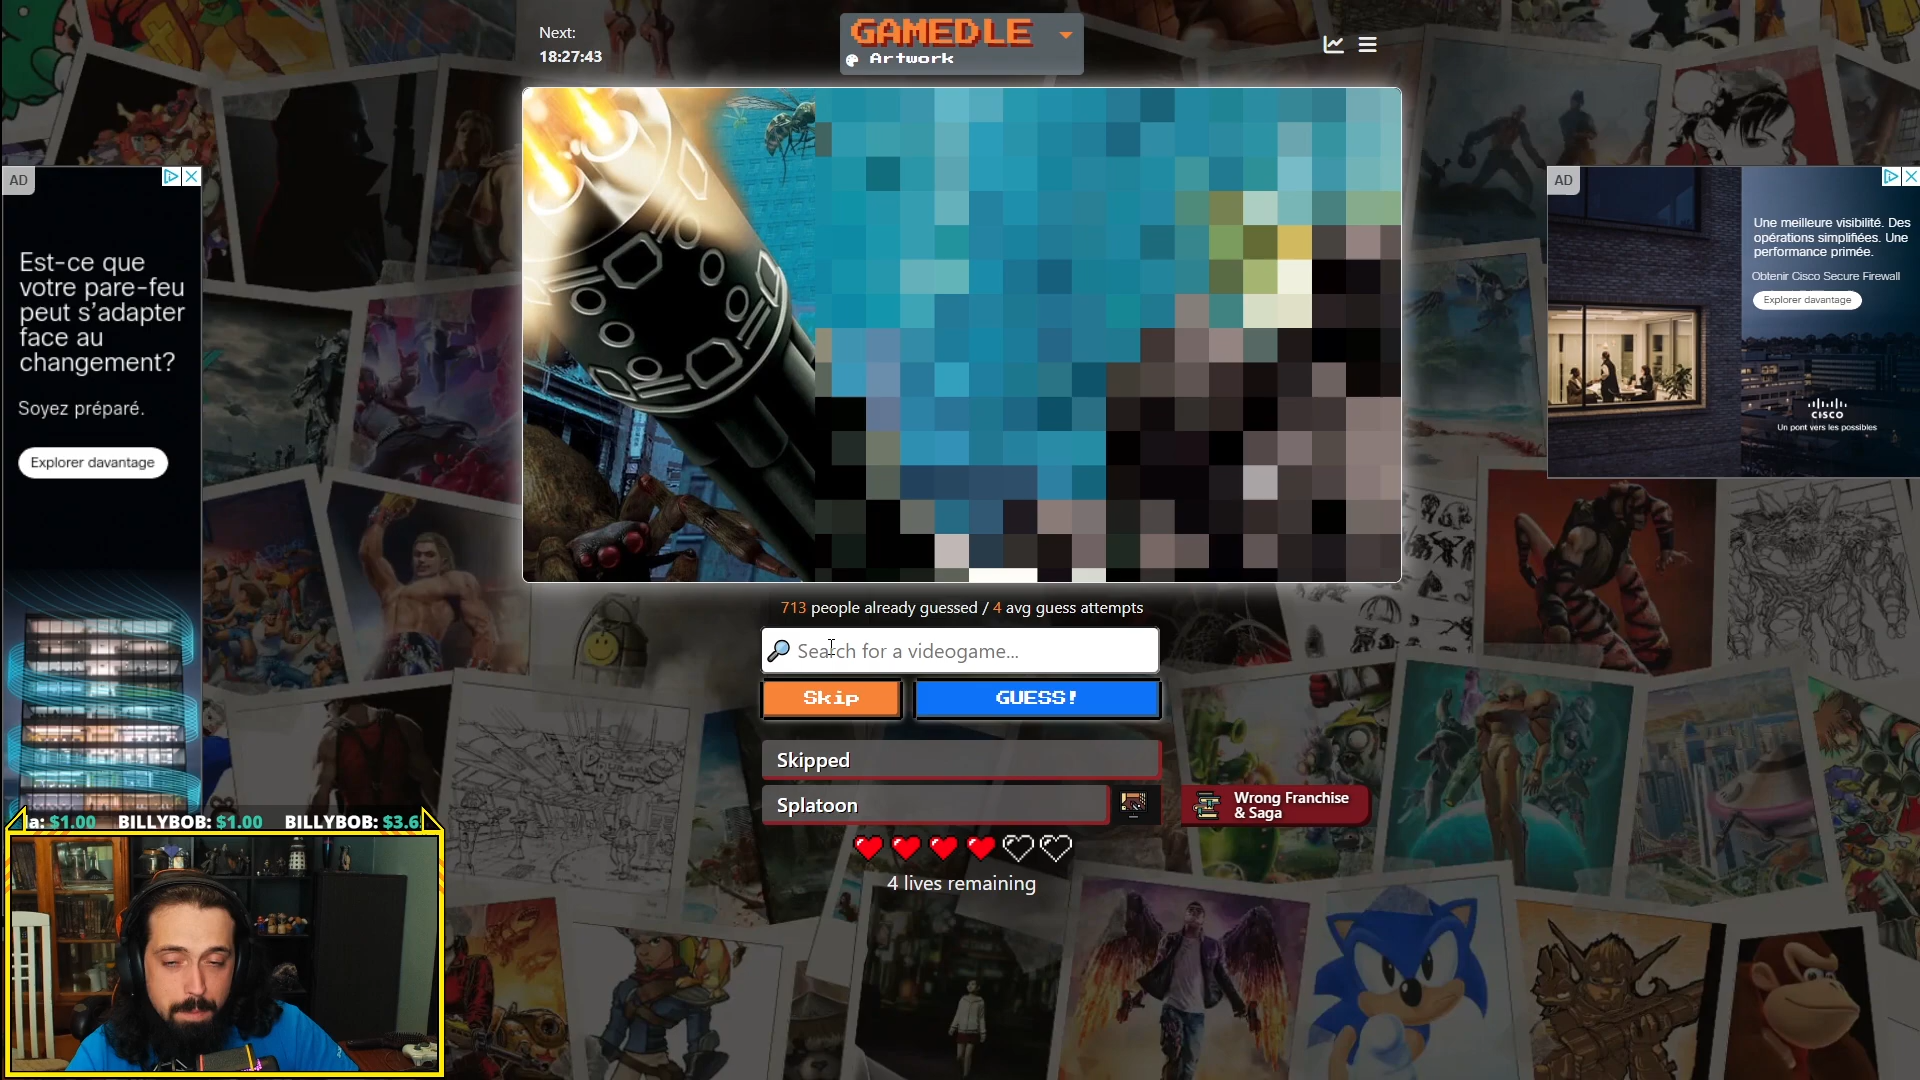 Next:
18:27:43
GAMEDLE
Artwork
AD
Est-ce que
votre pare-feu
peut s'adapter
face au
changement?
Soyez préparé.
Explorer davantage
AD
Une meilleure visibilité. Des
opérations simplifiées. Une
performance primée.
Obtenir Cisco Secure Firewall
Explorer davantage
CISCO
Un pont vers les possibles
713 people already guessed / 4 avg guess attempts
Search for a videogame...
Skip
GUESS!
Skipped
Splatoon
Wrong Franchise
& Saga
4 lives remaining
a: $1.00 BILLYBOB: $1.00 BILLYBOB: $3.6